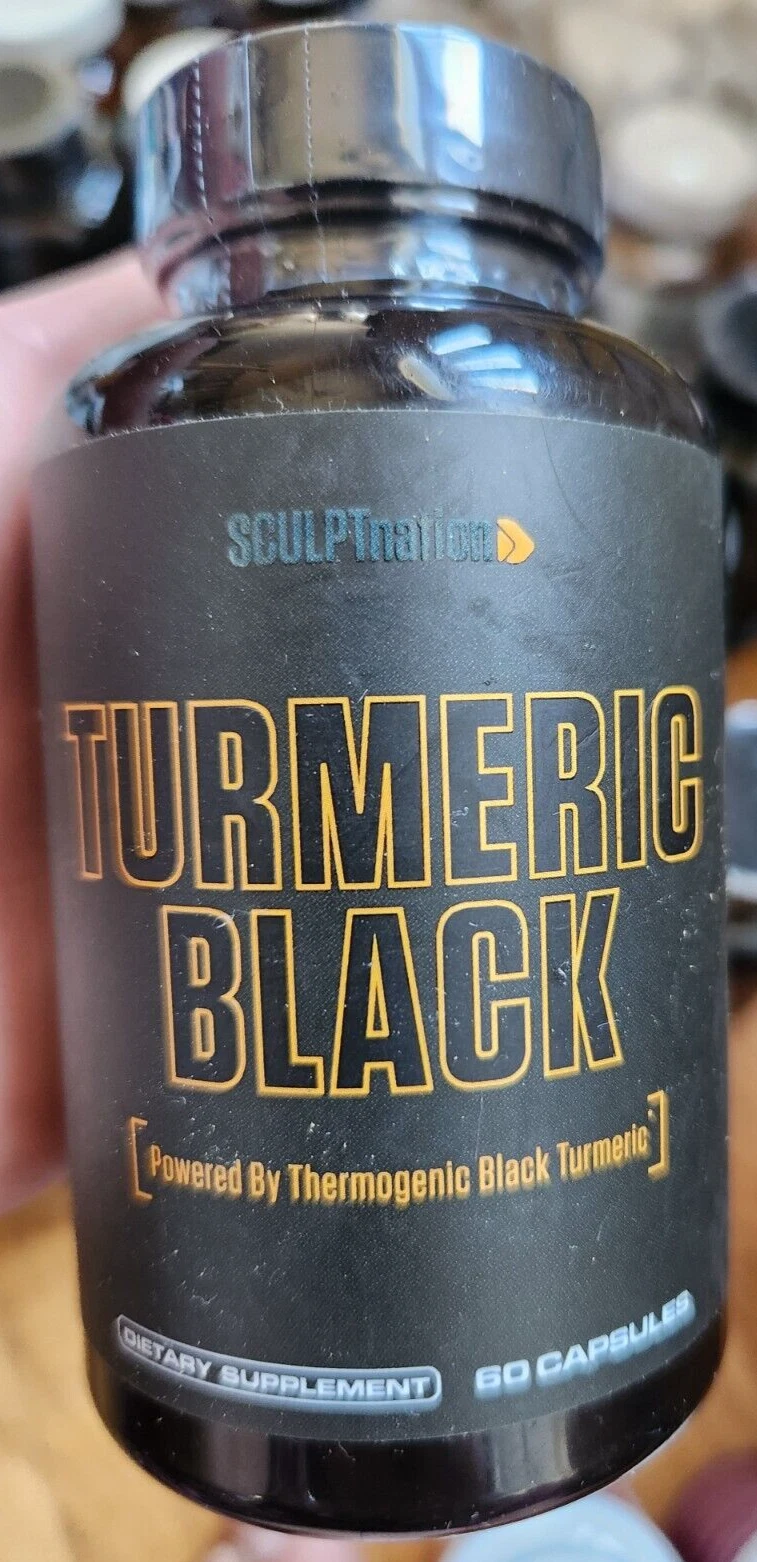 SCULPTnation
TURMERIC
BLACK
[Powered By Thermogenic Black Turmeric*]
DIETARY SUPPLEMENT 60 CAPSULES